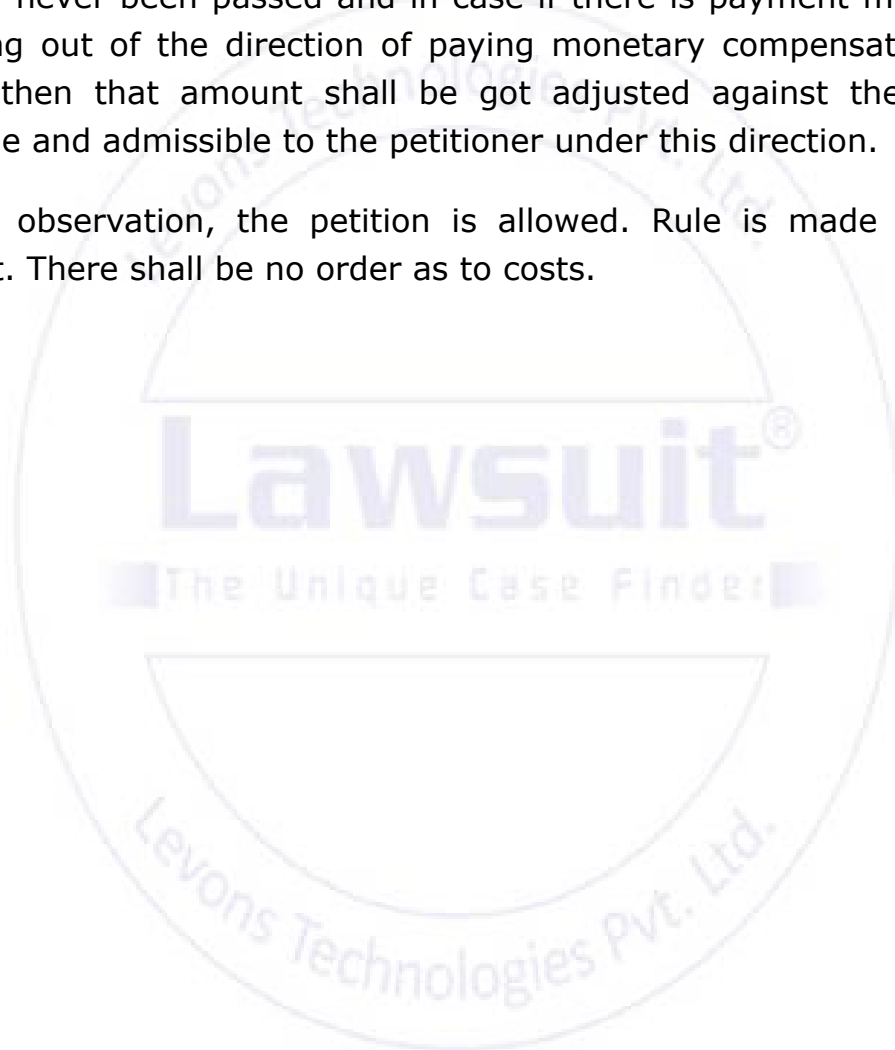 never been passed and in case if there is payment m
ng out of the direction of paying monetary compensat
then that amount shall be got adjusted against the
e and admissible to the petitioner under this direction.
observation, the petition is allowed. Rule is made
t. There shall be no order as to costs.
Levons Technologies Pvt. Ltd.
Lawsuit®
The Unique Case Finder
Levons Technologies Pvt. Ltd.